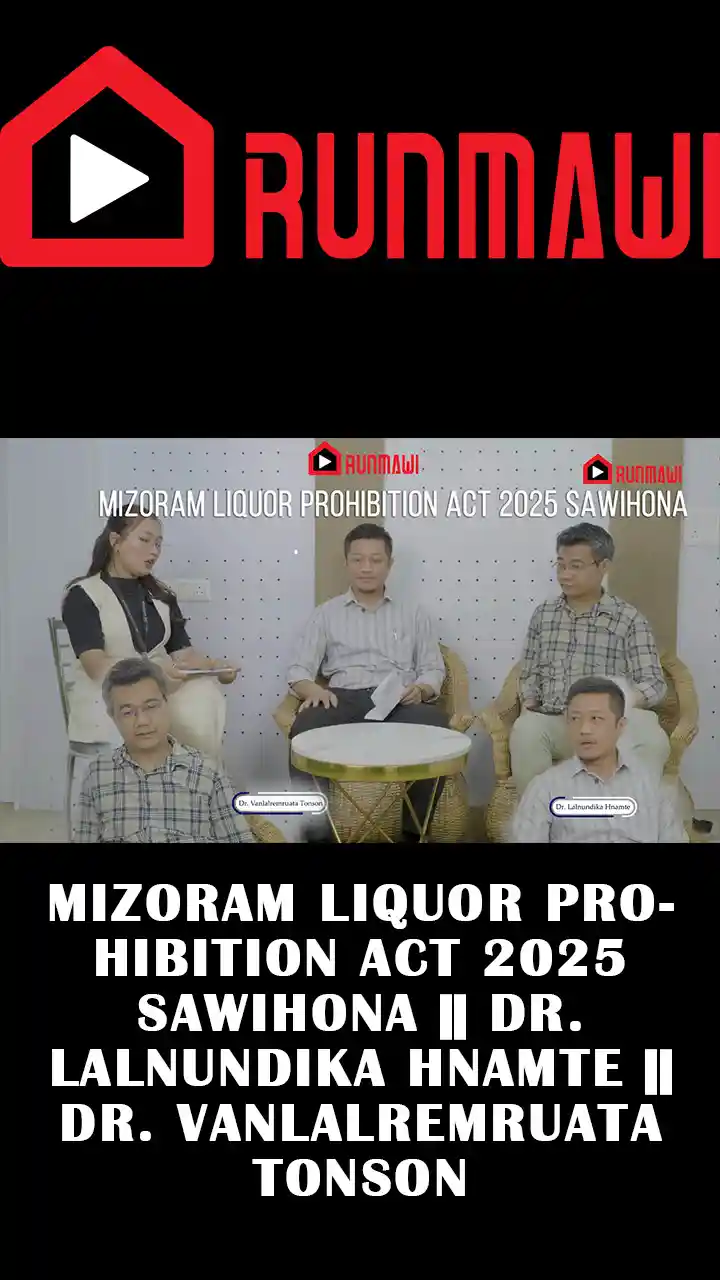 RUNMAWI
RUNMAWI
RUNMAWI
MIZORAM LIQUOR PROHIBITION ACT 2025 SAWIHONA
Dr. Vanlalremruata Tonson
Dr. Lalnundika Hnamte
MIZORAM LIQUOR PRO-
HIBITION ACT 2025
SAWIHONA || DR.
LALNUNDIKA HNAMTE ||
DR. VANLALREMRUATA
TONSON